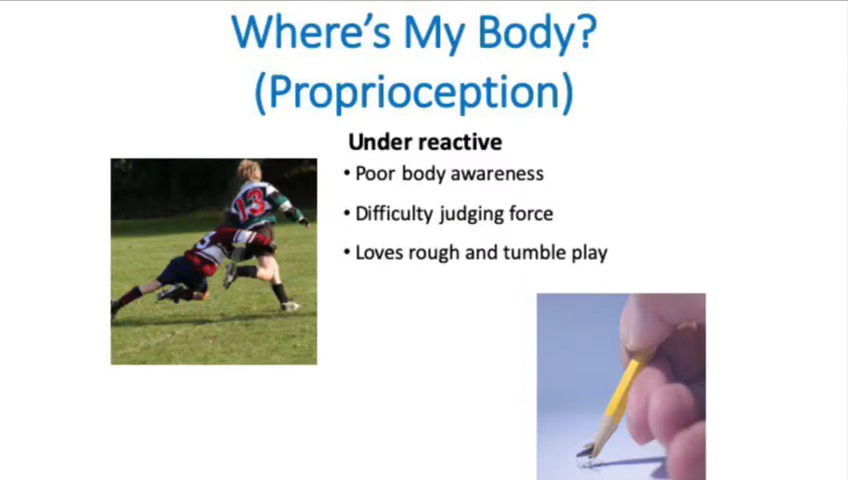 Where's My Body?
(Proprioception)
Under reactive
• Poor body awareness
• Difficulty judging force
• Loves rough and tumble play
13